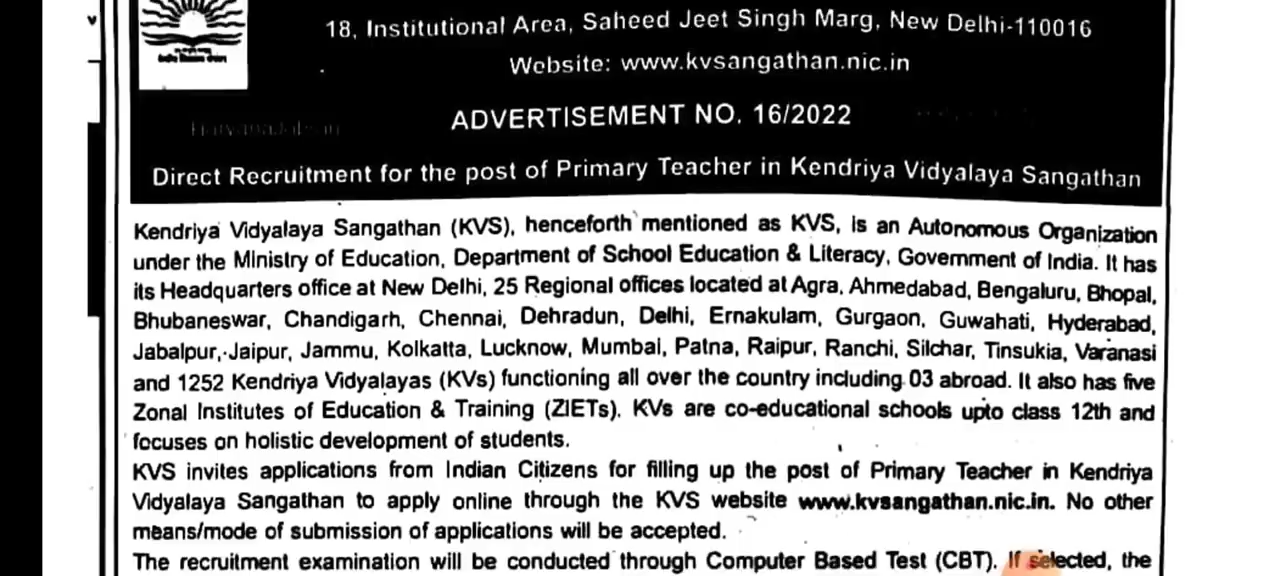 18, Institutional Area, Saheed Jeet Singh Marg, New Delhi-110016
Website: www.kvsangathan.nic.in
ADVERTISEMENT NO. 16/2022
Direct Recruitment for the post of Primary Teacher in Kendriya Vidyalaya Sangathan
Kendriya Vidyalaya Sangathan (KVS), henceforth mentioned as KVS, is an Autonomous Organization
under the Ministry of Education, Department of School Education & Literacy, Government of India. It has
its Headquarters office at New Delhi, 25 Regional offices located at Agra, Ahmedabad, Bengaluru, Bhopal,
Bhubaneswar, Chandigarh, Chennai, Dehradun, Delhi, Ernakulam, Gurgaon, Guwahati, Hyderabad,
Jabalpur, Jaipur, Jammu, Kolkatta, Lucknow, Mumbai, Patna, Raipur, Ranchi, Silchar, Tinsukia, Varanasi
and 1252 Kendriya Vidyalayas (KVs) functioning all over the country including 03 abroad. It also has five
Zonal Institutes of Education & Training (ZIETs). KVs are co-educational schools upto class 12th and
focuses on holistic development of students.
KVS invites applications from Indian Citizens for filling up the post of Primary Teacher in Kendriya
Vidyalaya Sangathan to apply online through the KVS website www.kvsangathan.nic.in. No other
means/mode of submission of applications will be accepted.
The recruitment examination will be conducted through Computer Based Test (CBT). If selected, the